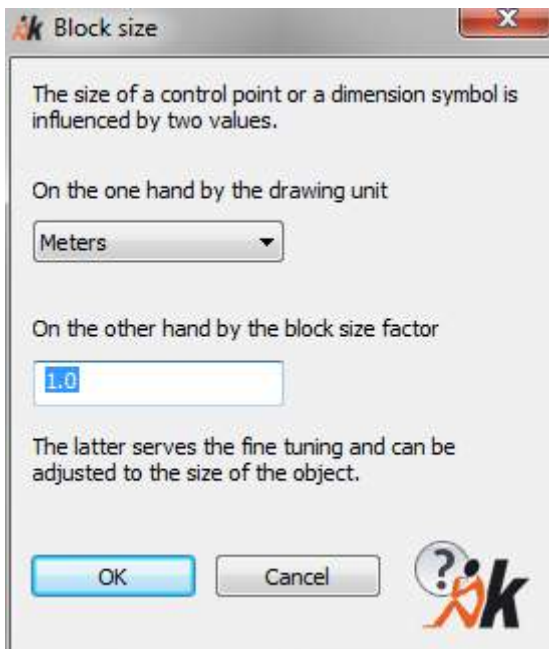 k Block size
The size of a control point or a dimension symbol is
influenced by two values.
On the one hand by the drawing unit
Meters
On the other hand by the block size factor
1.0
The latter serves the fine tuning and can be
adjusted to the size of the object.
OK Cancel
? k